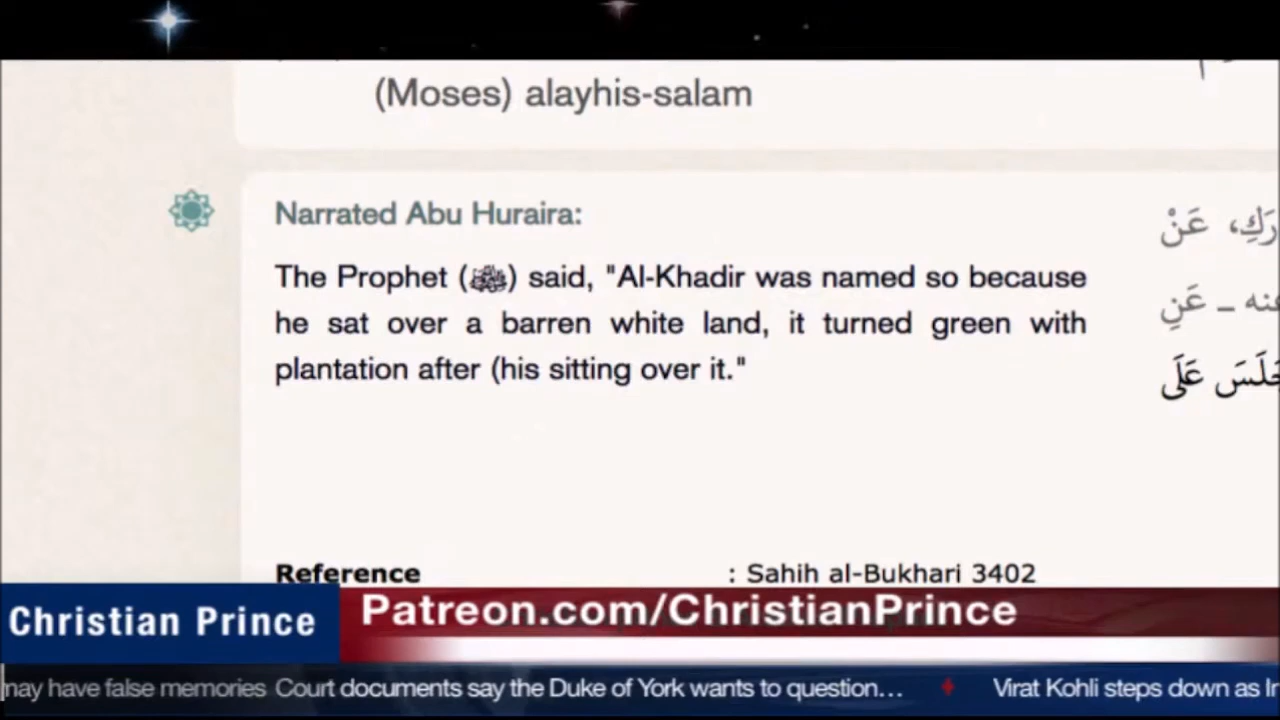 (Moses) alayhis-salam
Narrated Abu Huraira:
The Prophet (ﷺ) said, "Al-Khadir was named so because
he sat over a barren white land, it turned green with
plantation after (his sitting over it."
عَنْ
عنه ـ عَنِ
جَلَسَ عَلَى
Reference : Sahih al-Bukhari 3402
Christian Prince
Patreon.com/ChristianPrince
may have false memories Court documents say the Duke of York wants to question… Virat Kohli steps down as